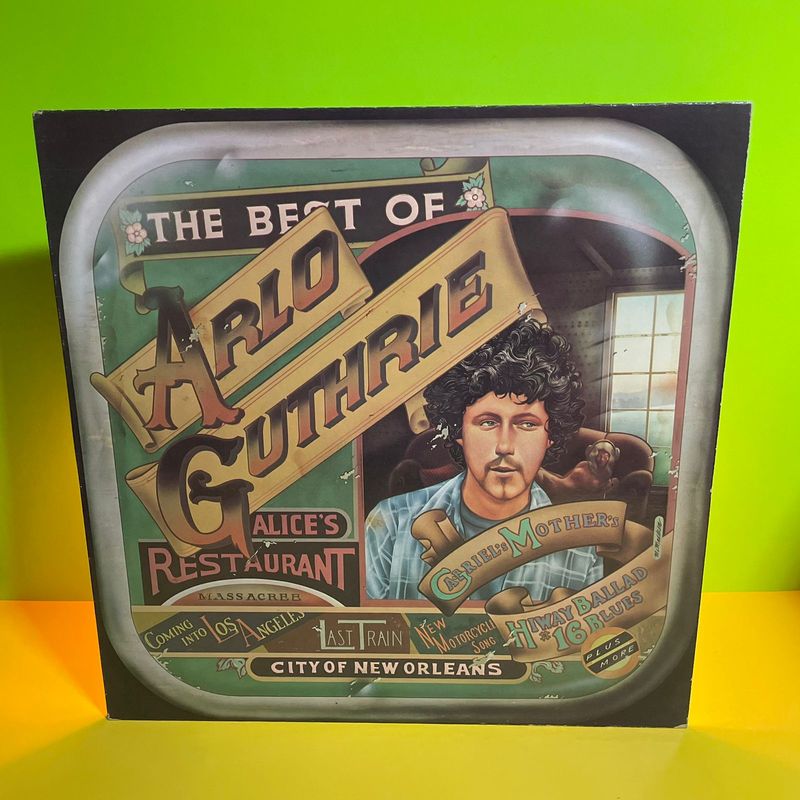 THE BEST OF
ARLO
GUTHRIE
ALICE'S
RESTAURANT
MASSACREE
COMING
INTO LOS ANGELES
LAST TRAIN
NEW
MOTORCYCLE
SONG
CITY OF NEW ORLEANS
GABRIEL'S MOTHER'S
HIWAY BALLAD
#16 BLUES
PLUS
MORE